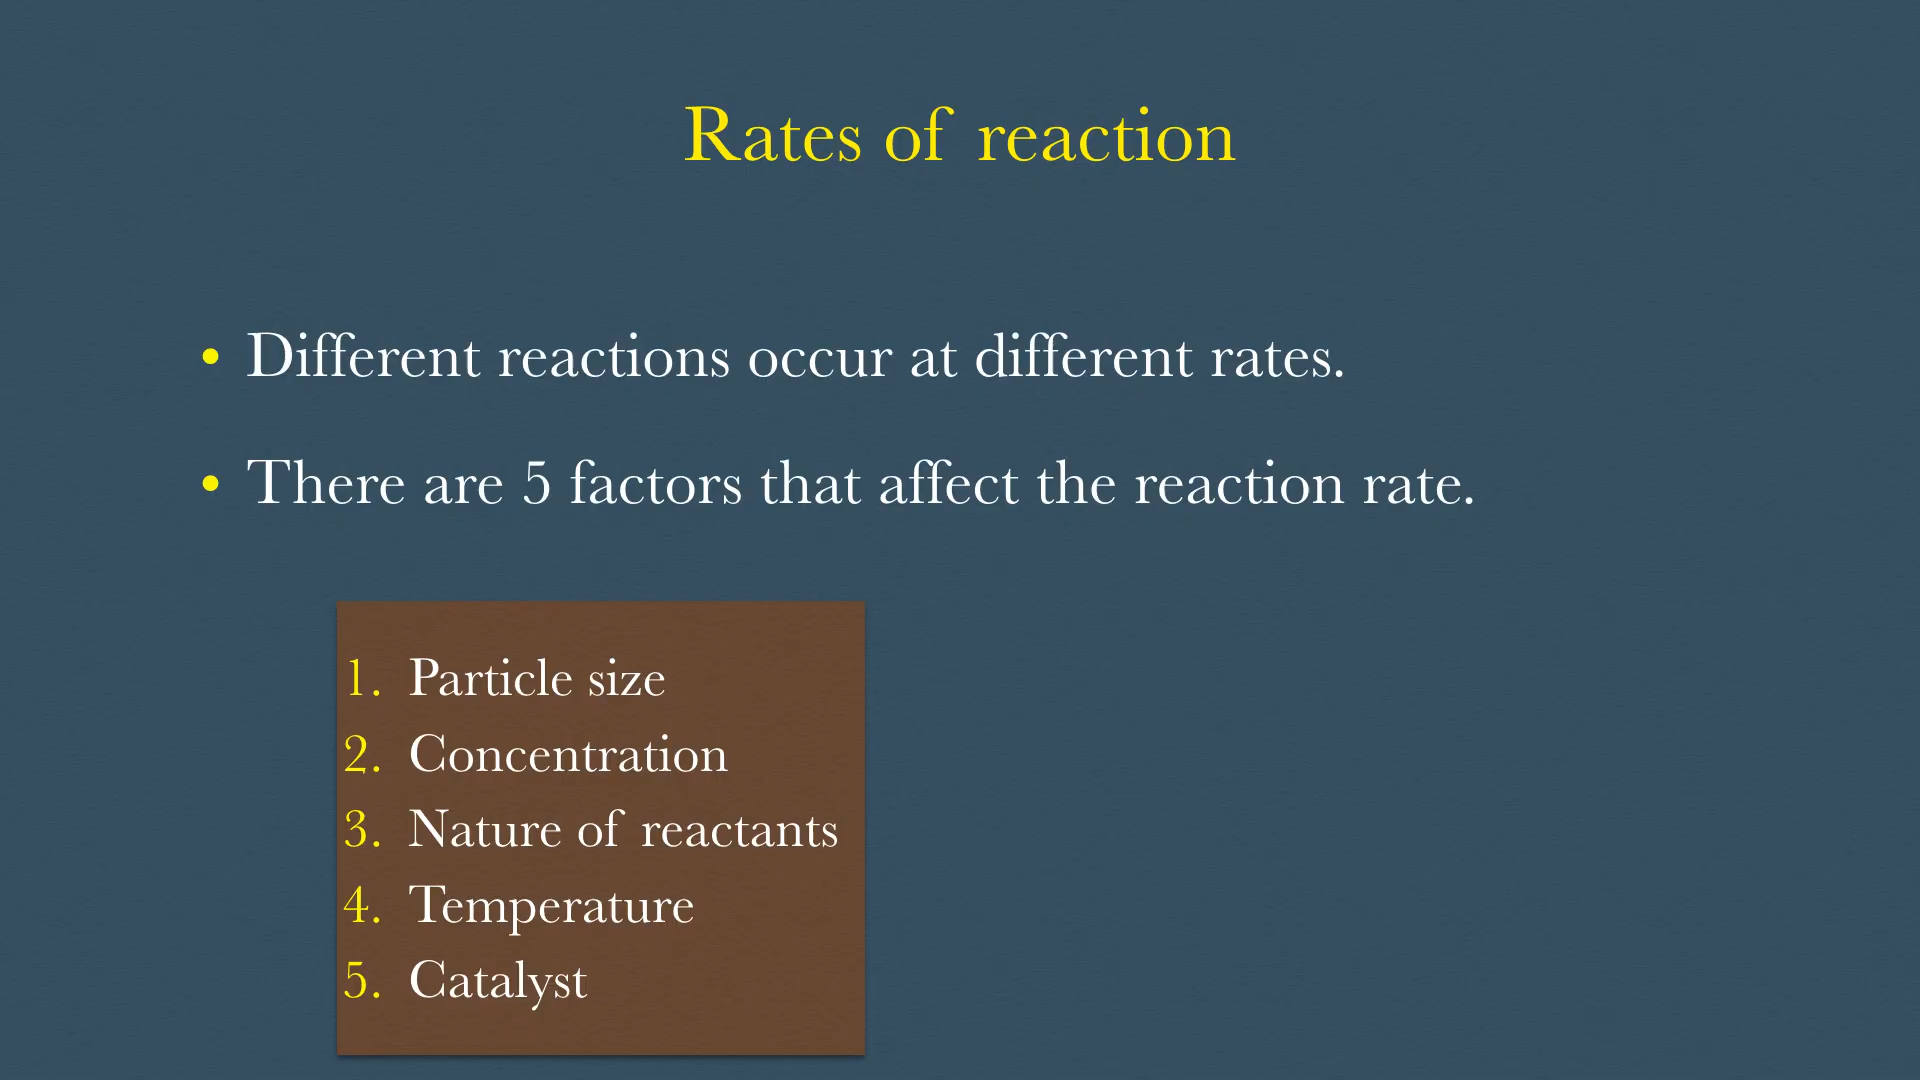 Rates of reaction
• Different reactions occur at different rates.
• There are 5 factors that affect the reaction rate.
1. Particle size
2. Concentration
3. Nature of reactants
4. Temperature
5. Catalyst